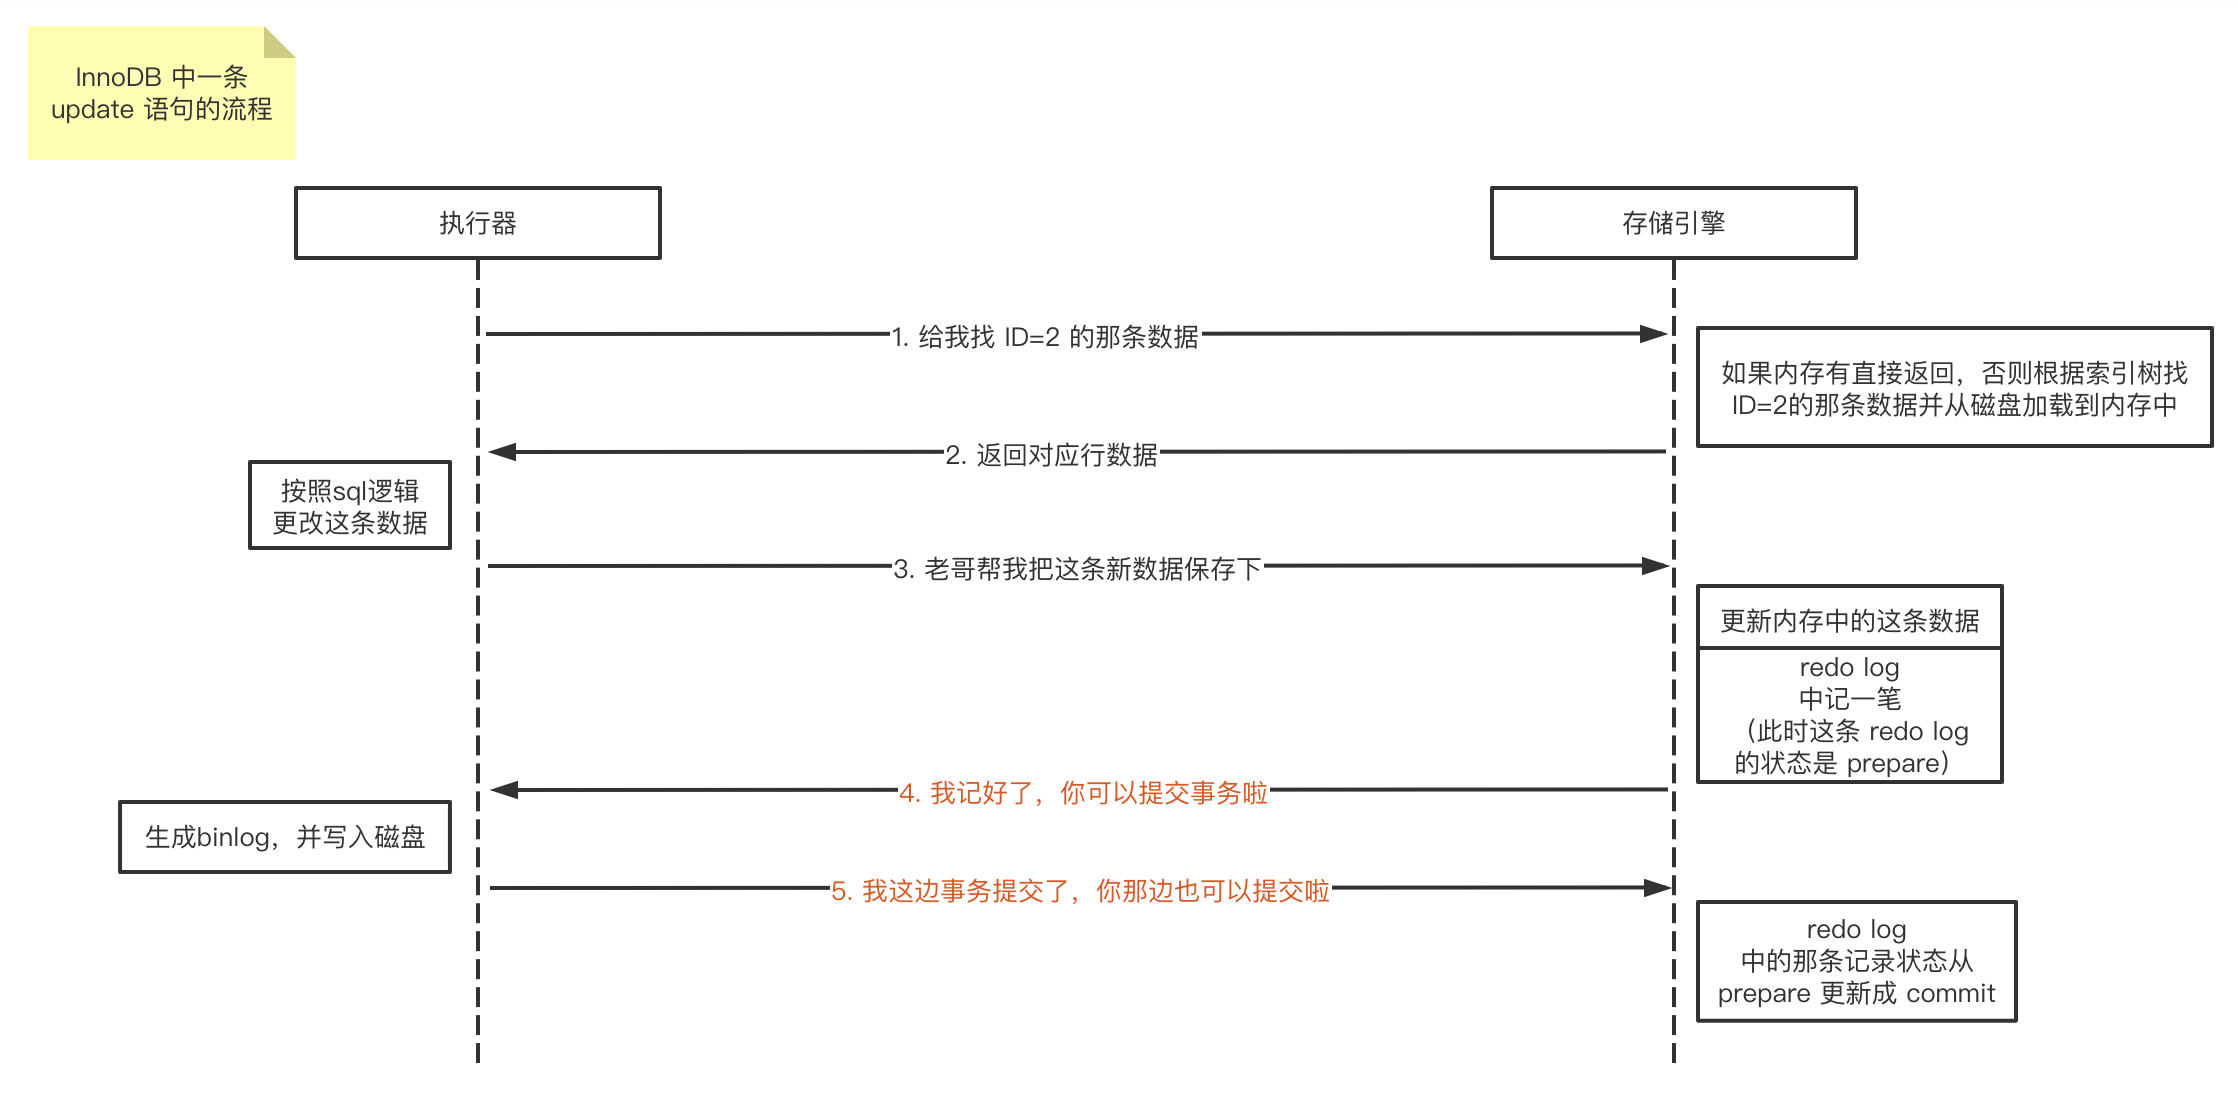 InnoDB 中一条
update 语句的流程
执行器
存储引擎
1. 给我找 ID=2 的那条数据
如果内存有直接返回，否则根据索引树找
ID=2的那条数据并从磁盘加载到内存中
2. 返回对应行数据
按照sql逻辑
更改这条数据
3. 老哥帮我把这条新数据保存下
更新内存中的这条数据
redo log
中记一笔
（此时这条 redo log
的状态是 prepare）
4. 我记好了，你可以提交事务啦
生成binlog，并写入磁盘
5. 我这边事务提交了，你那边也可以提交啦
redo log
中的那条记录状态从
prepare 更新成 commit